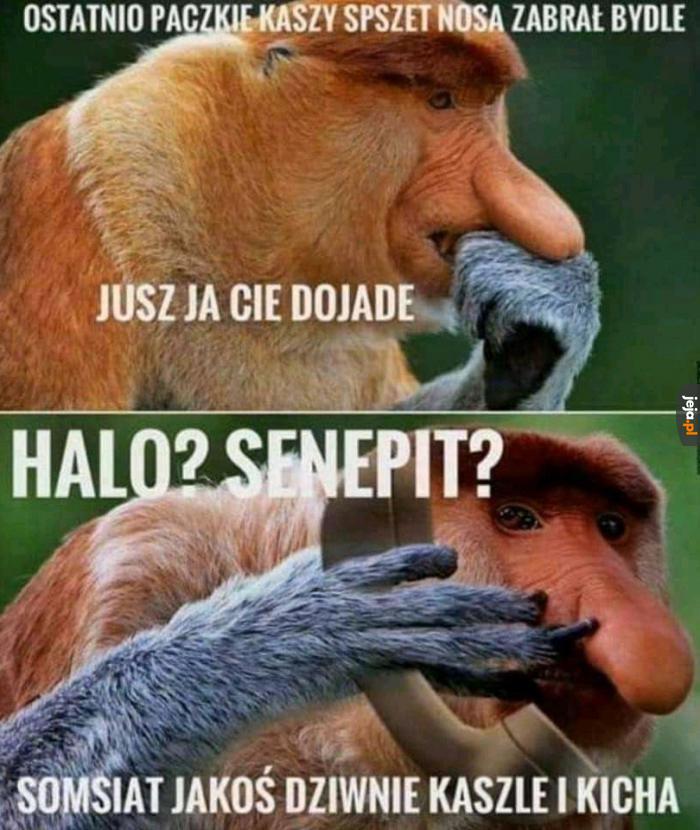 OSTATNIO PACZKIE KASZY SPSZET NOSA ZABRAŁ BYDLE
JUSZ JA CIE DOJADE
jeja.pl
HALO? SENEPIT?
SOMSIAT JAKOŚ DZIWNIE KASZLE I KICHA